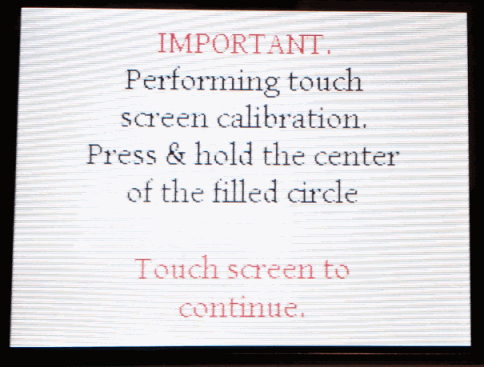 IMPORTANT.
Performing touch
screen calibration.
Press & hold the center
of the filled circle
Touch screen to
continue.